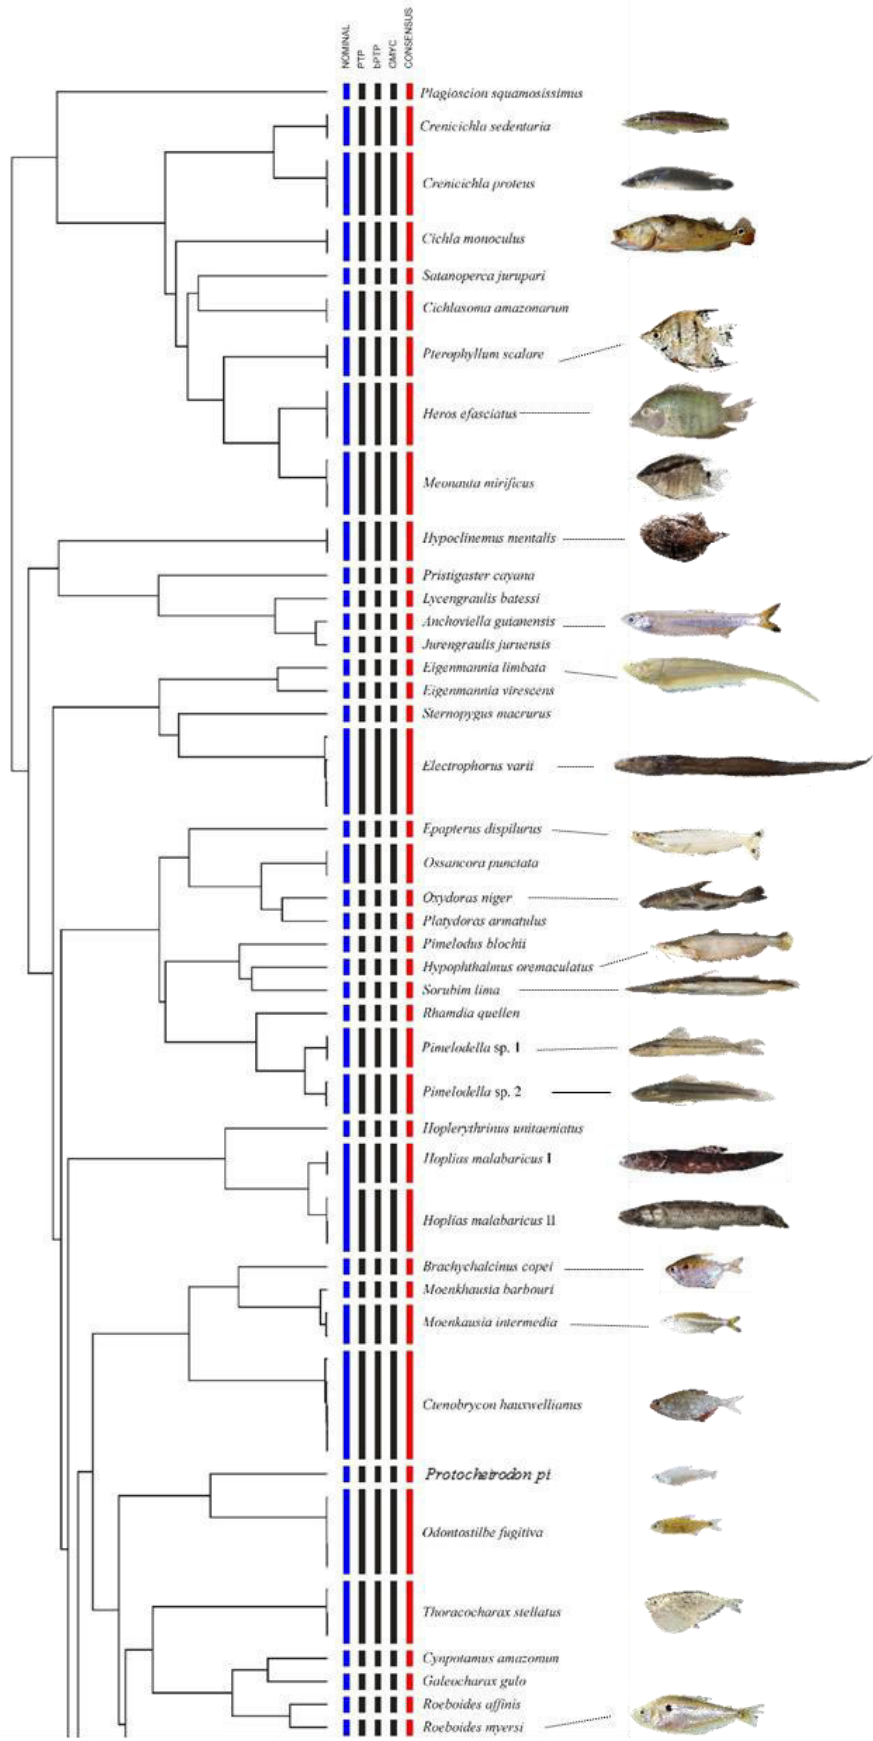 NOMINAL
PTP
bPTP
GMYC
CONSENSUS
Plagioscion squamosissimus
Crenicichla sedentaria
Crenicichla proteus
Cichla monoculus
Satanoperca jurupari
Cichlasoma amazonarum
Pterophyllum scalare
Heros efasciatus
Mesonauta mirificus
Hypoclinemus mentalis
Pristigaster cayana
Lycengraulis batessi
Anchoviella guianensis
Jurengraulis juruensis
Eigenmannia limbata
Eigenmannia virescens
Sternopygus macrurus
Electrophorus varii
Epapterus dispilurus
Ossancora punctata
Oxydoras niger
Platydoras armatulus
Pimelodus blochii
Hypophthalmus oremaculatus
Sorubim lima
Rhamdia quellen
Pimelodella sp. 1
Pimelodella sp. 2
Hoplerythrinus unitaeniatus
Hoplias malabaricus I
Hoplias malabaricus II
Brachychalcinus copei
Moenkhausia barbouri
Moenkausia intermedia
Ctenobrycon hauxwellianus
Protocheirodon pi
Odontostilbe fugitiva
Thoracocharax stellatus
Cynpotamus amazonum
Galeocharax gulo
Roeboides affinis
Roeboides myersi